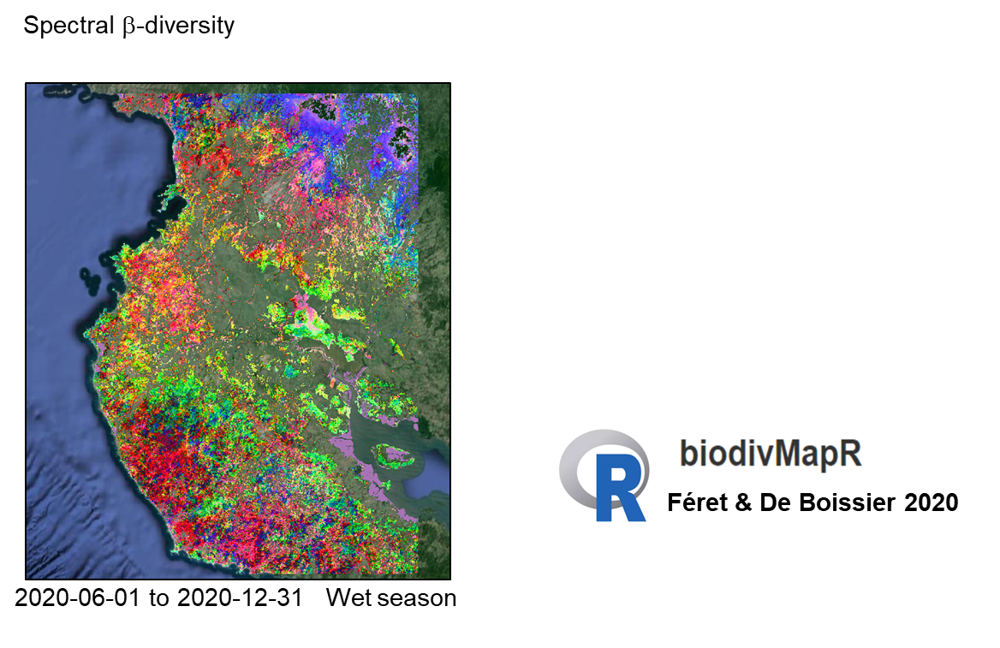 Spectral β-diversity
2020-06-01 to 2020-12-31 Wet season
R biodivMapR
Féret & De Boissier 2020